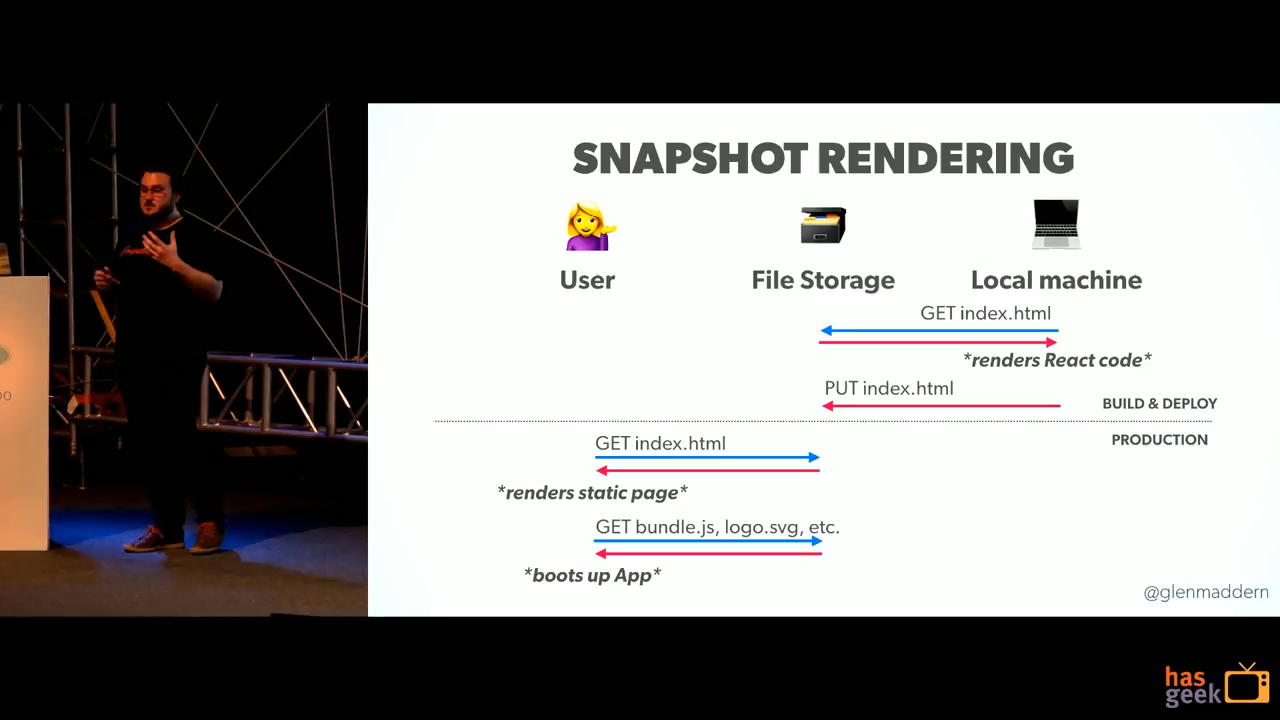 SNAPSHOT RENDERING
User
File Storage
Local machine
GET index.html
*renders React code*
PUT index.html
BUILD & DEPLOY
PRODUCTION
GET index.html
*renders static page*
GET bundle.js, logo.svg, etc.
*boots up App*
@glenmaddern
has
geek